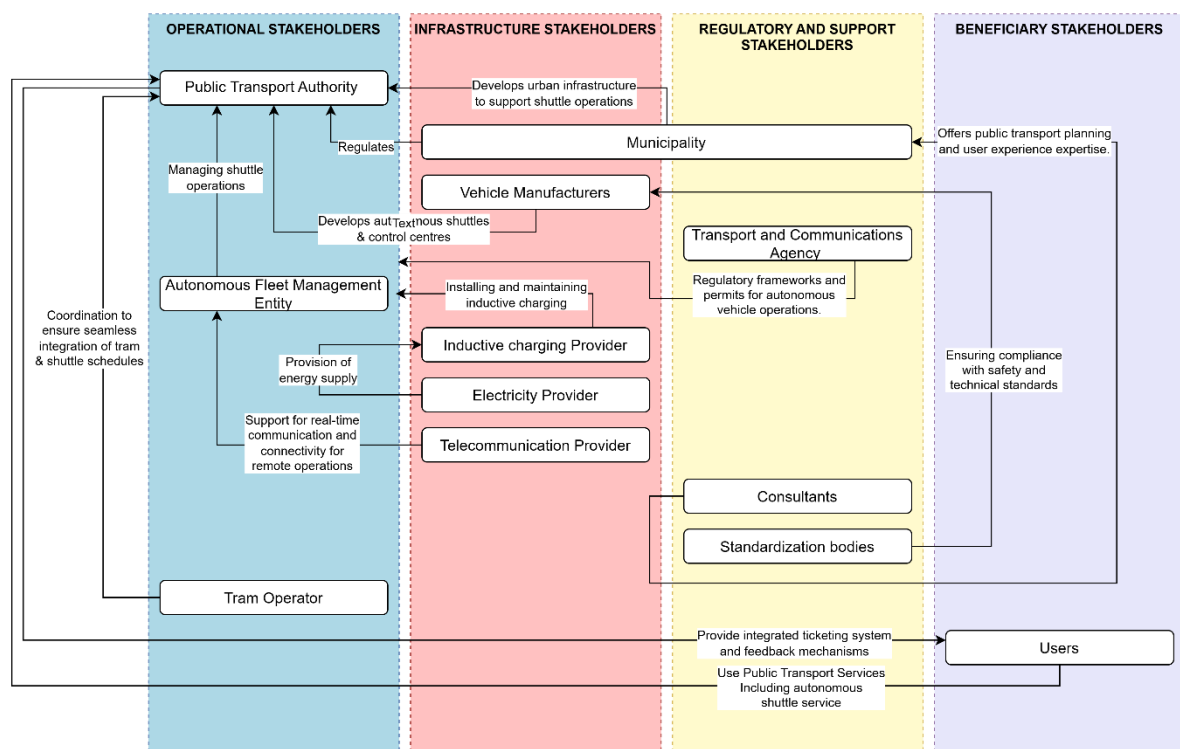 OPERATIONAL STAKEHOLDERS
INFRASTRUCTURE STAKEHOLDERS
REGULATORY AND SUPPORT
STAKEHOLDERS
BENEFICIARY STAKEHOLDERS
Public Transport Authority
Develops urban infrastructure
to support shuttle operations
Regulates
Municipality
Offers public transport planning
and user experience expertise.
Managing shuttle
operations
Vehicle Manufacturers
Develops autTextnous shuttles
& control centres
Transport and Communications
Agency
Autonomous Fleet Management
Entity
Installing and maintaining
inductive charging
Regulatory frameworks and
permits for autonomous
vehicle operations.
Coordination to
ensure seamless
integration of tram
& shuttle schedules
Inductive charging Provider
Provision of
energy supply
Ensuring compliance
with safety and
technical standards
Electricity Provider
Support for real-time
communication and
connectivity for
remote operations
Telecommunication Provider
Consultants
Standardization bodies
Tram Operator
Provide integrated ticketing system
and feedback mechanisms
Users
Use Public Transport Services
Including autonomous
shuttle service